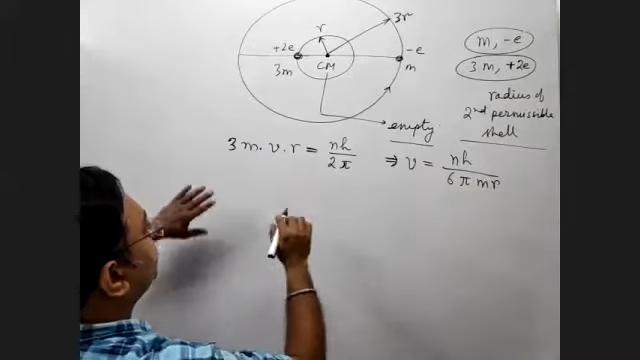 r
3r
+2e
3m
CM
-e
m
m, -e
3m, +2e
radius of
2nd permissible
shell
empty
3m.v.r = nh/2π ⇒ v = nh/6πmr